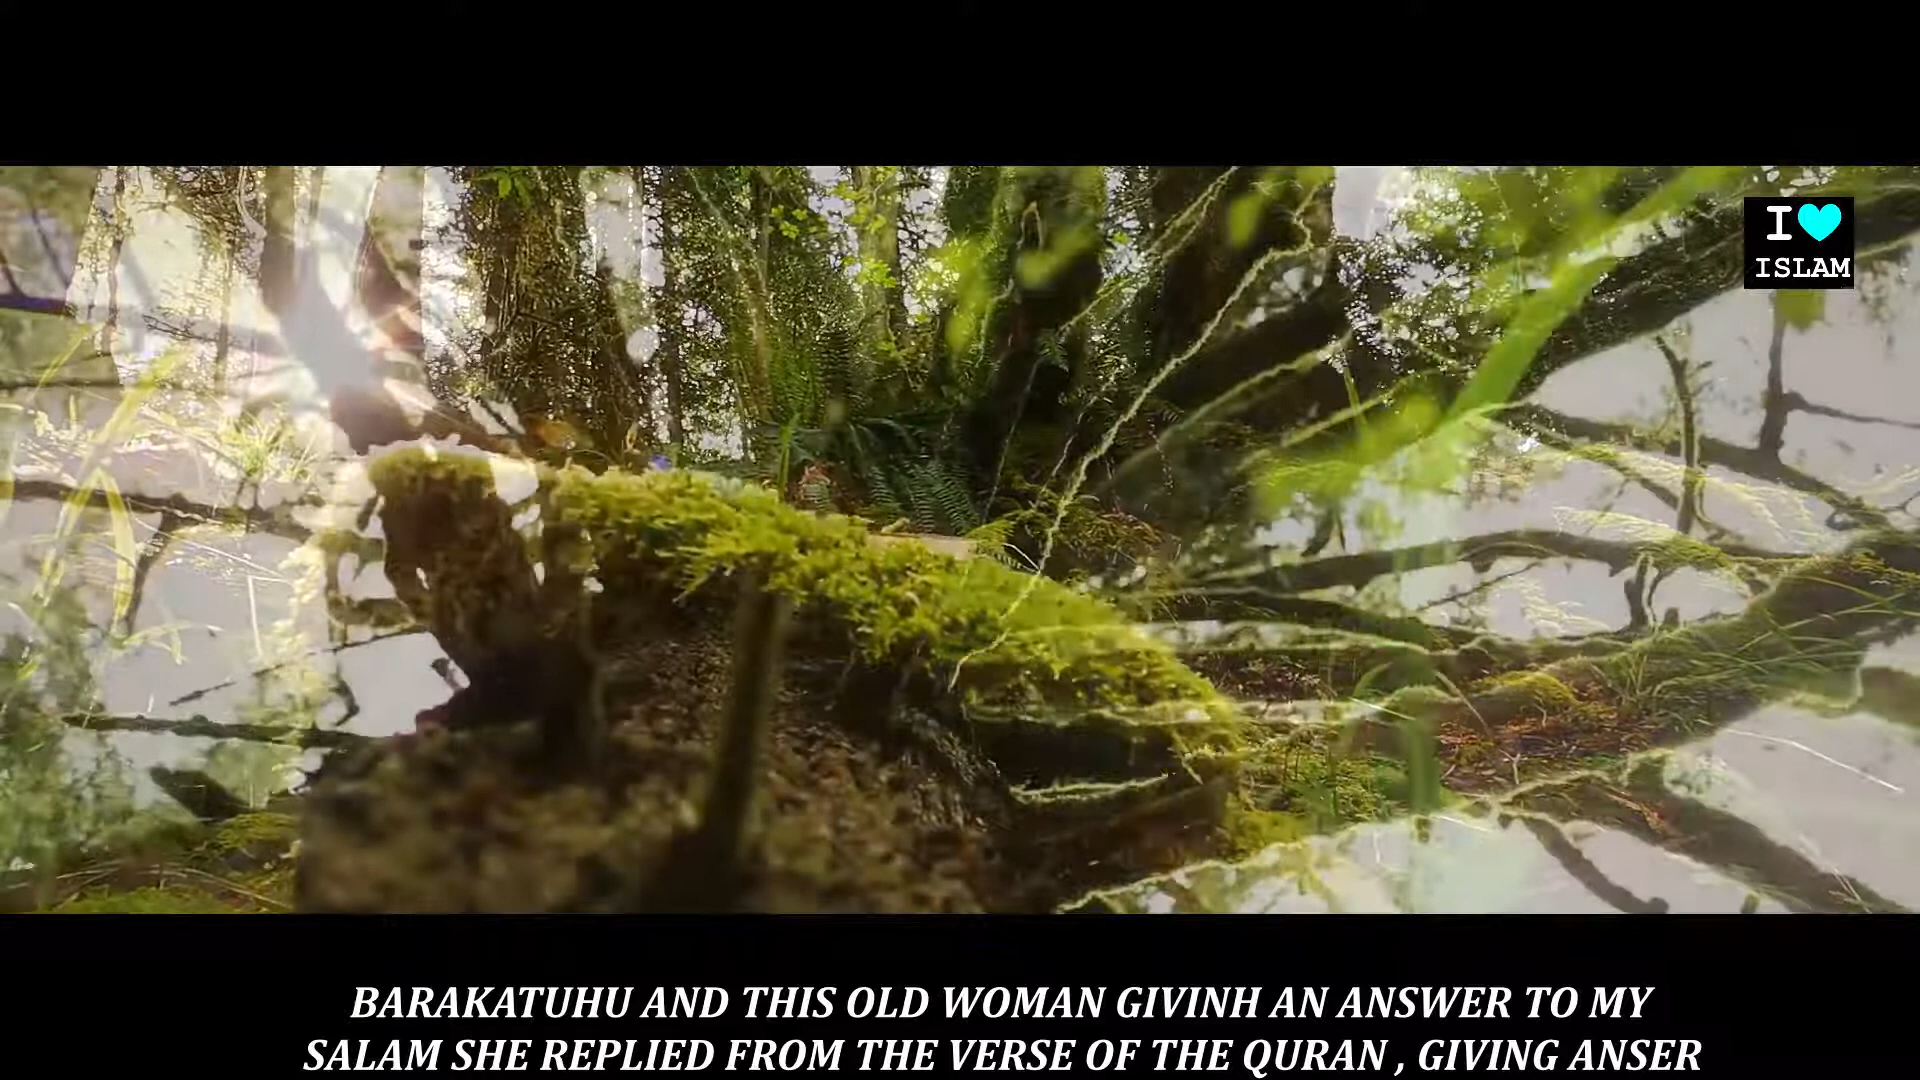 I
ISLAM
BARAKATUHU AND THIS OLD WOMAN GIVINH AN ANSWER TO MY
SALAM SHE REPLIED FROM THE VERSE OF THE QURAN , GIVING ANSER